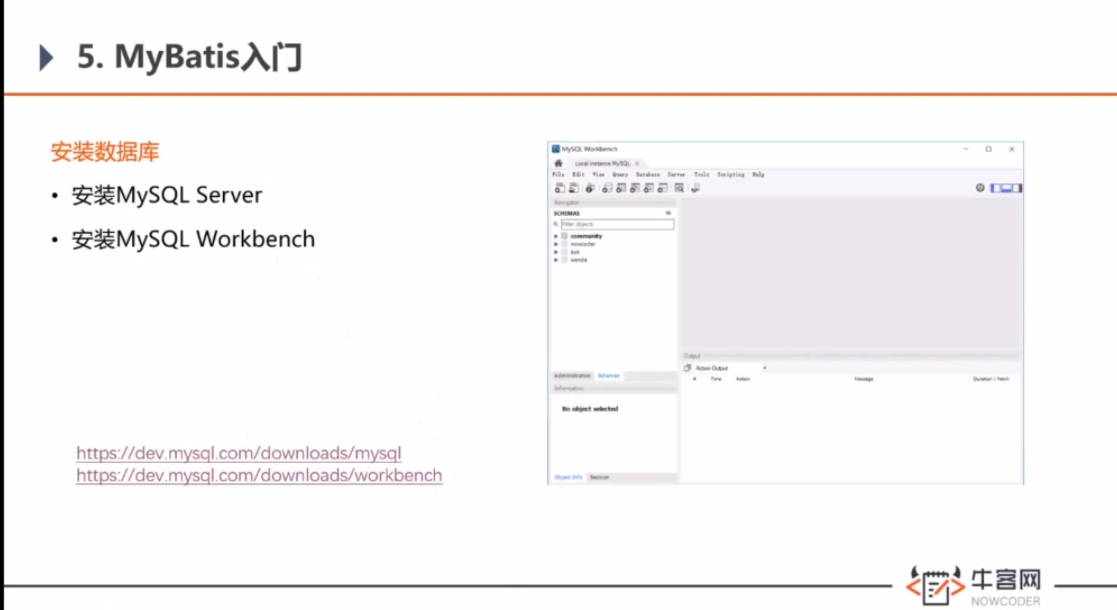 5. MyBatis入门
安装数据库
• 安装MySQL Server
• 安装MySQL Workbench
https://dev.mysql.com/downloads/mysql
https://dev.mysql.com/downloads/workbench
MySQL Workbench
Local instance MySQL
File Edit View Query Database Server Tools Scripting Help
Navigator
SCHEMAS
Filter objects
community
nowcoder
sys
wenda
Administration Schemas
Information
No object selected
Object Info Session
Output
Action Output
# Time Action Message Duration / Fetch
牛客网
NOWCODER